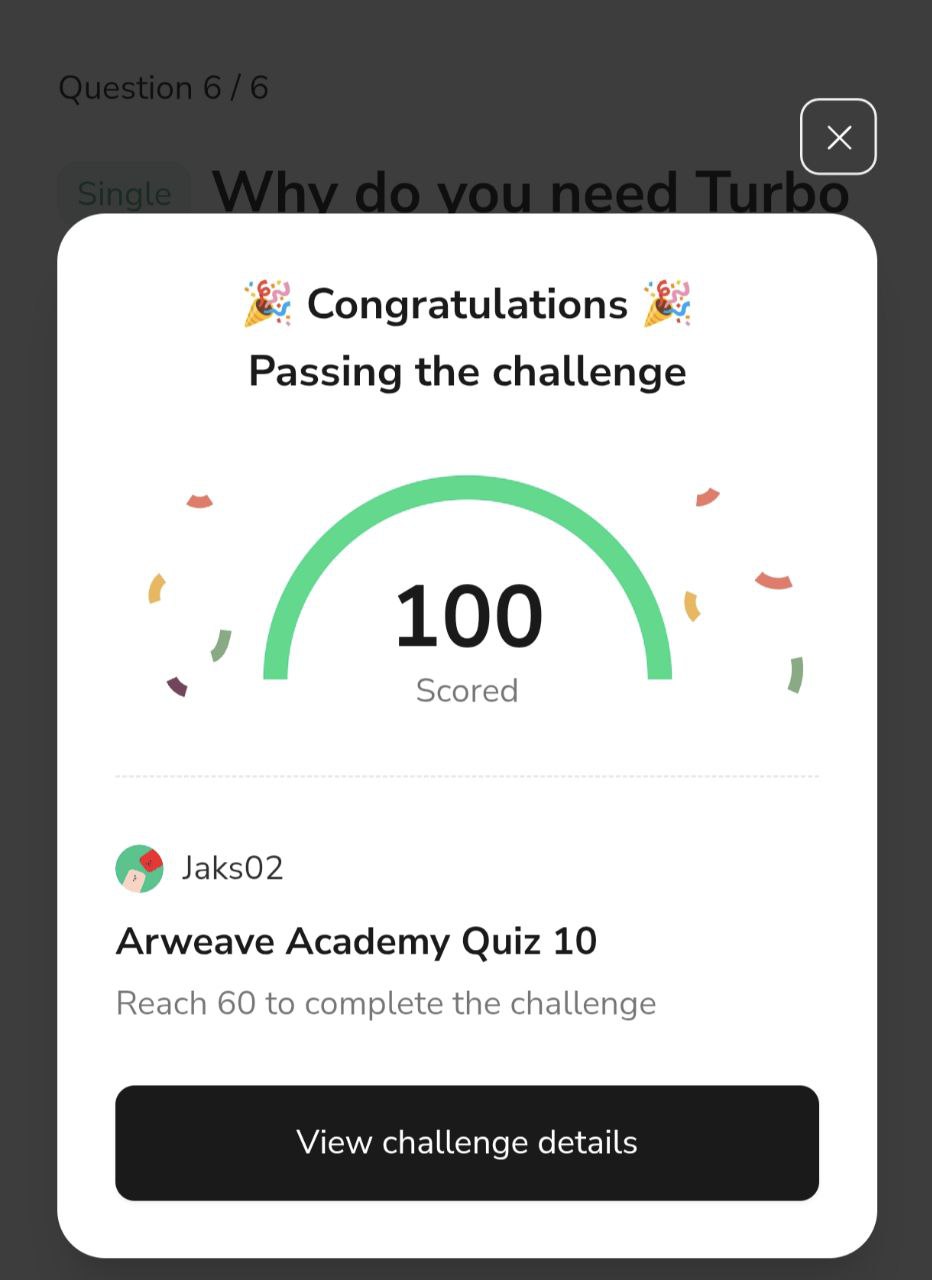 Question 6 / 6
Single Why do you need Turbo
🎉 Congratulations 🎉
Passing the challenge
100
Scored
Jaks02
Arweave Academy Quiz 10
Reach 60 to complete the challenge
View challenge details